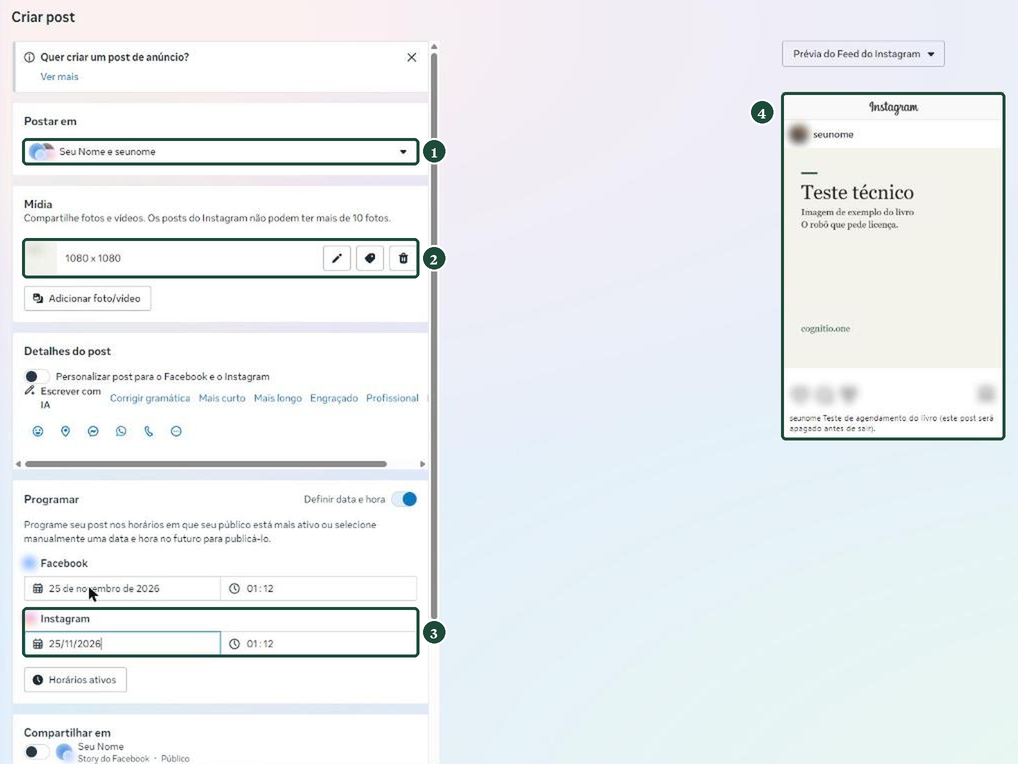 Criar post
Quer criar um post de anúncio?
Ver mais
Postar em
Seu Nome e seunome
1
Mídia
Compartilhe fotos e vídeos. Os posts do Instagram não podem ter mais de 10 fotos.
1080 x 1080
2
Adicionar foto/vídeo
Detalhes do post
Personalizar post para o Facebook e o Instagram
Escrever com IA
Corrigir gramática Mais curto Mais longo Engraçado Profissional
Programar
Definir data e hora
Programe seu post nos horários em que seu público está mais ativo ou selecione
manualmente uma data e hora no futuro para publicá-lo.
Facebook
25 de novembro de 2026
01:12
Instagram
25/11/2026
01:12
3
Horários ativos
Compartilhar em
Seu Nome
Story do Facebook · Público
Prévia do Feed do Instagram
4
Instagram
seunome
Teste técnico
Imagem de exemplo do livro
O robô que pede licença.
cognitio.one
seunome Teste de agendamento do livro (este post será
apagado antes de sair).